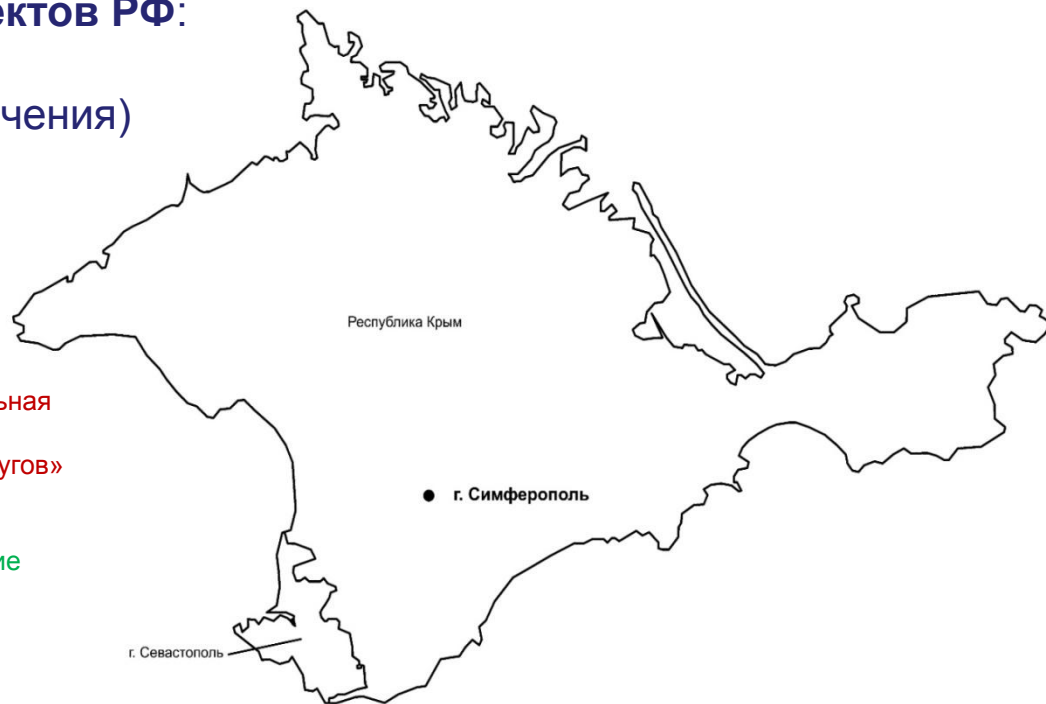 ектов РФ:
чения)
Республика Крым
ьная
угов»
г. Симферополь
ие
г. Севастополь